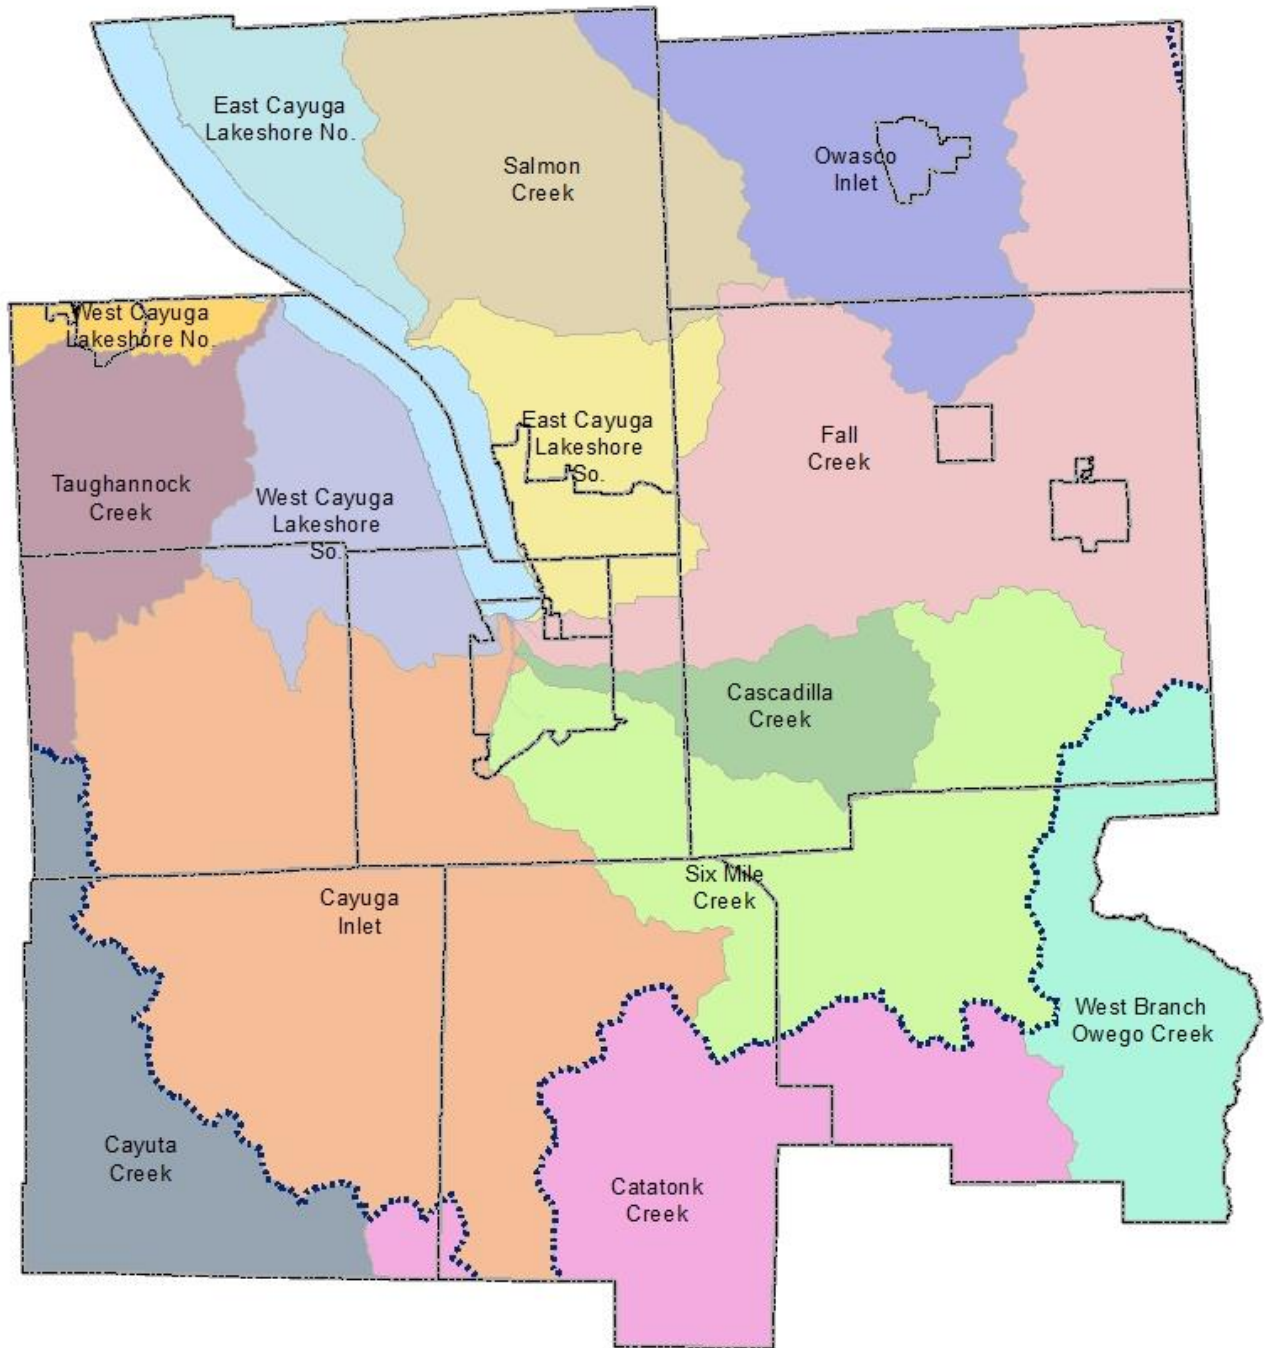 East Cayuga
Lakeshore No.
Salmon
Creek
Owasco
Inlet
West Cayuga
Lakeshore No.
East Cayuga
Lakeshore
So.
Fall
Creek
Taughannock
Creek
West Cayuga
Lakeshore
So.
Cascadilla
Creek
Six Mile
Creek
Cayuga
Inlet
West Branch
Owego Creek
Cayuta
Creek
Catatonk
Creek